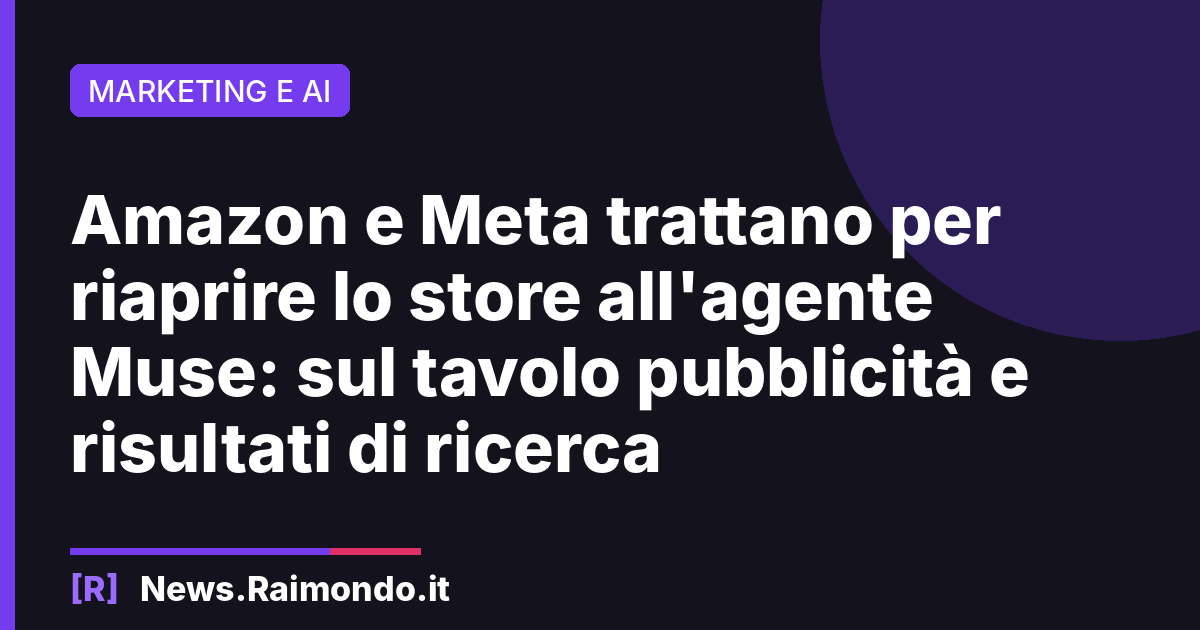 MARKETING E AI
Amazon e Meta trattano per
riaprire lo store all'agente
Muse: sul tavolo pubblicità e
risultati di ricerca
[R] News.Raimondo.it